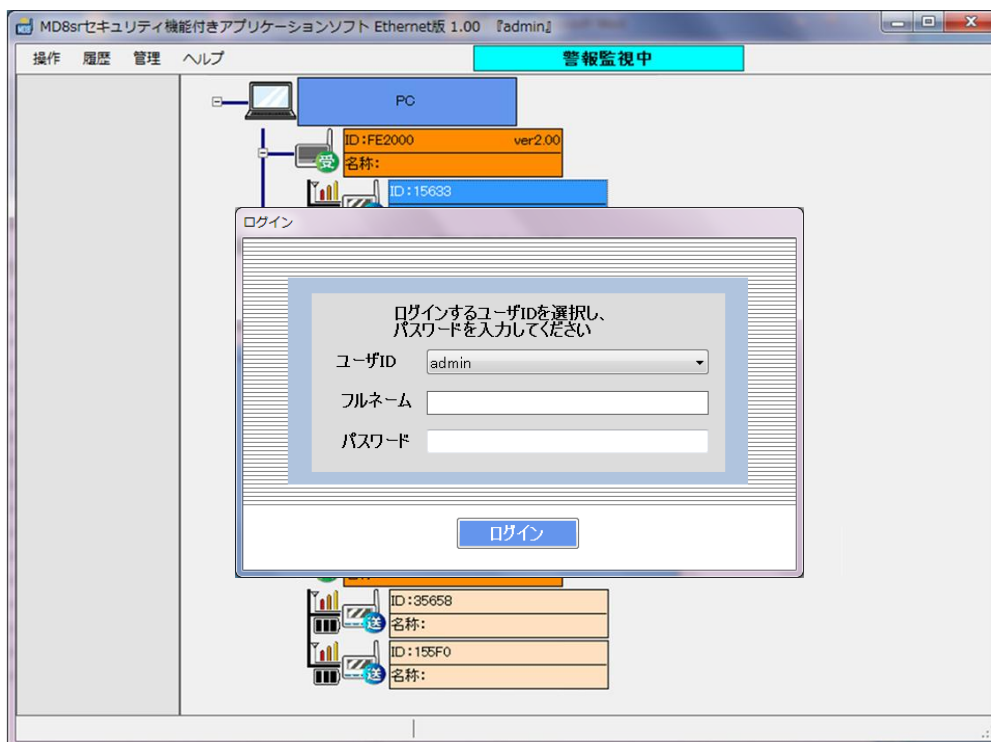 MD8srセキュリティ機能付きアプリケーションソフト Ethernet版 1.00 『admin』
操作 履歴 管理 ヘルプ
警報監視中
PC
ID:FE2000 ver2.00
受
名称:
ID:15633
ログイン
ログインするユーザIDを選択し、
パスワードを入力してください
ユーザID
admin
フルネーム
パスワード
ログイン
ID:35658
送
名称:
ID:155F0
送
名称: